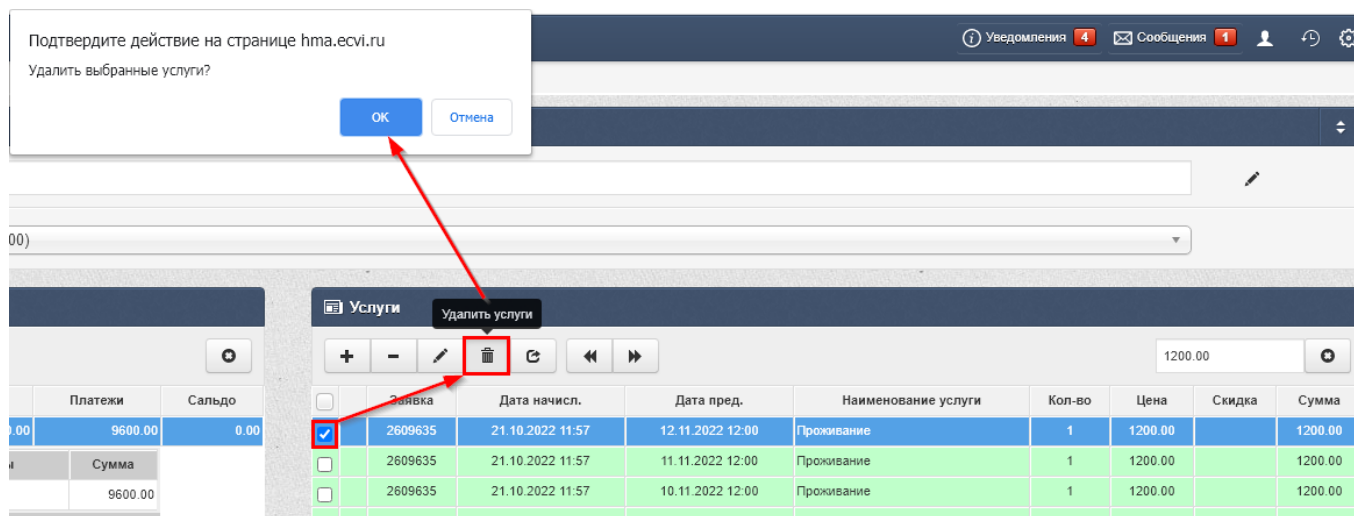 Подтвердите действие на странице hma.ecvi.ru
Удалить выбранные услуги?
OK Отмена
Уведомления 4 Сообщения 1
00)
Услуги
Удалить услуги
1200.00
Платежи Сальдо
Заявка Дата начисл. Дата пред. Наименование услуги Кол-во Цена Скидка Сумма
.00 9600.00 0.00
2609635 21.10.2022 11:57 12.11.2022 12:00 Проживание 1 1200.00 1200.00
Сумма
2609635 21.10.2022 11:57 11.11.2022 12:00 Проживание 1 1200.00 1200.00
9600.00
2609635 21.10.2022 11:57 10.11.2022 12:00 Проживание 1 1200.00 1200.00